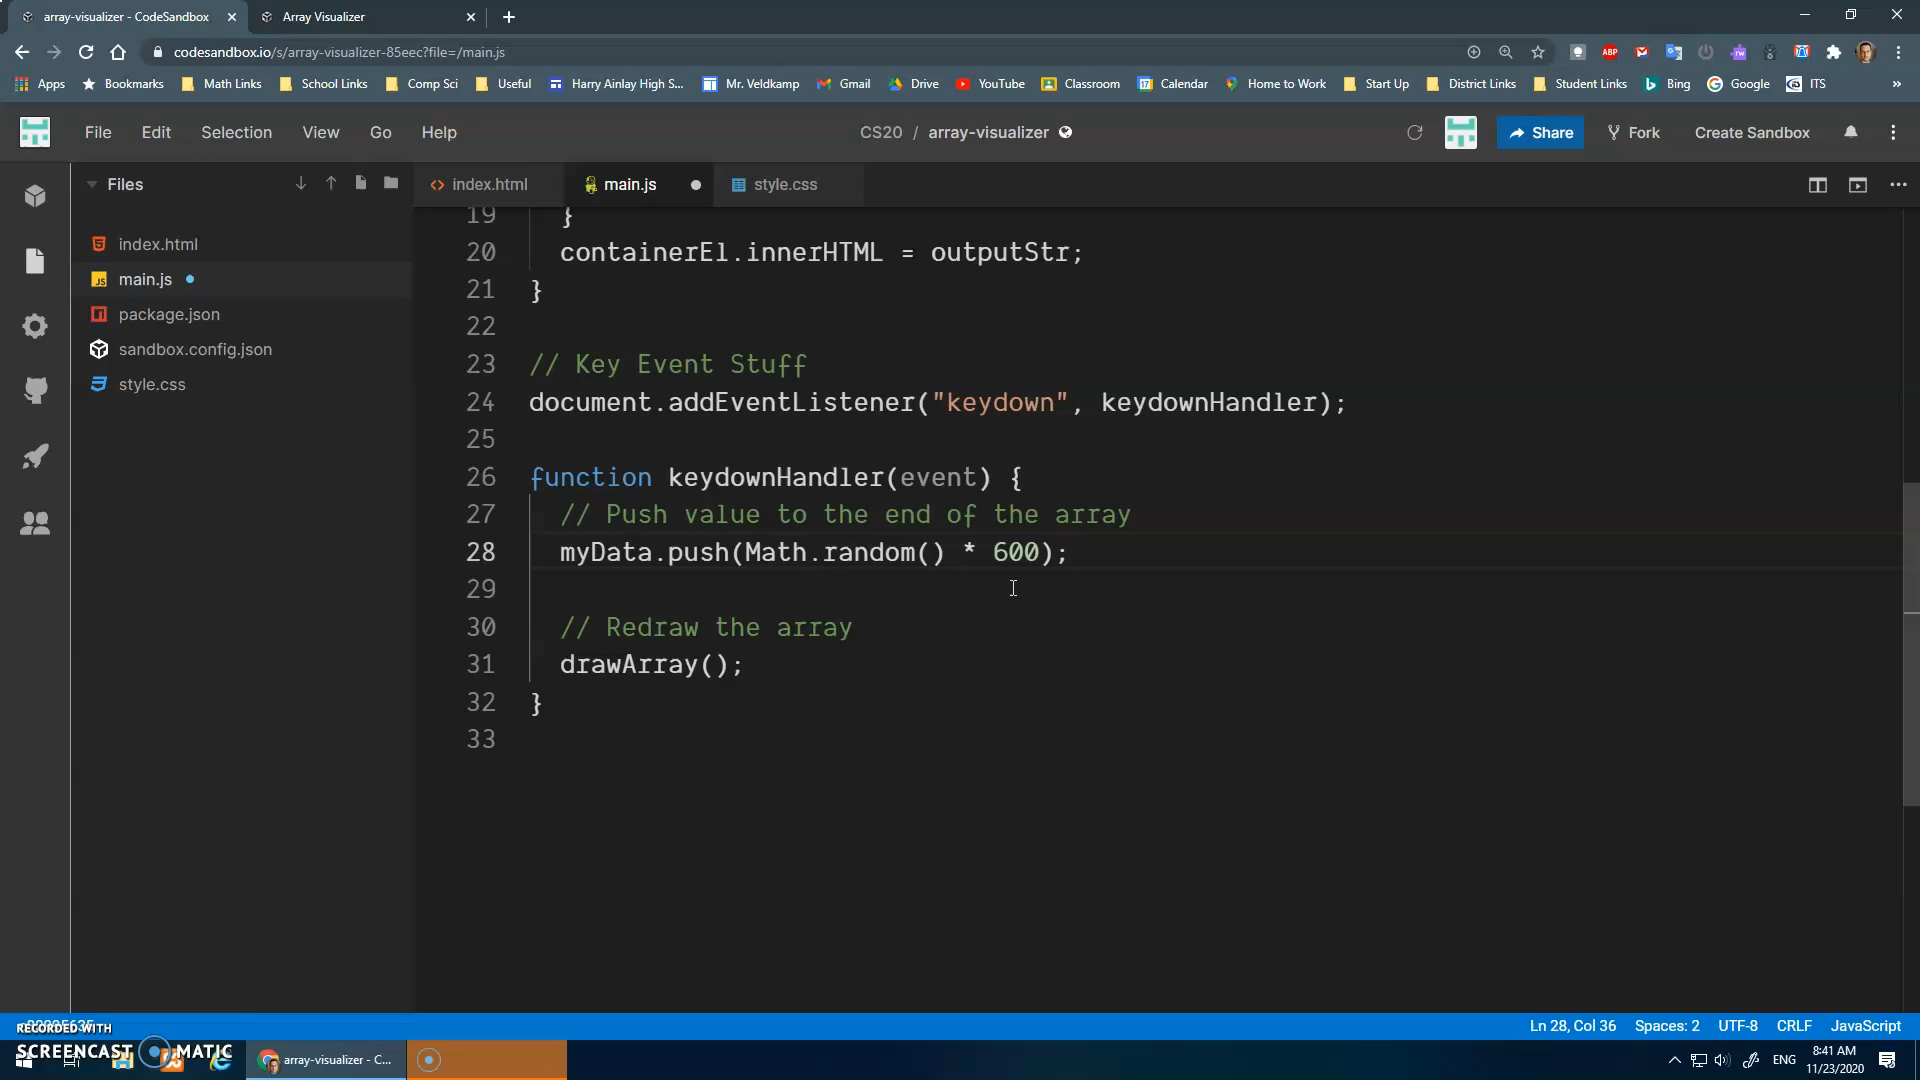 array-visualizer - CodeSandbox
Array Visualizer
codesandbox.io/s/array-visualizer-85eec?file=/main.js
ABP
Apps Bookmarks Math Links School Links Comp Sci Useful Harry Ainlay High S... Mr. Veldkamp Gmail Drive YouTube Classroom Calendar Home to Work Start Up District Links Student Links Bing Google ITS »
File Edit Selection View Go Help CS20 / array-visualizer Share Fork Create Sandbox
Files
index.html main.js style.css
index.html
main.js
package.json
sandbox.config.json
style.css
19 }
20 containerEl.innerHTML = outputStr;
21 }
22
23 // Key Event Stuff
24 document.addEventListener("keydown", keydownHandler);
25
26 function keydownHandler(event) {
27 // Push value to the end of the array
28 myData.push(Math.random() * 600);
29
30 // Redraw the array
31 drawArray();
32 }
33
Ln 28, Col 36 Spaces: 2 UTF-8 CRLF JavaScript
RECORDED WITH
SCREENCAST MATIC
array-visualizer - C...
ENG
8:41 AM
11/23/2020